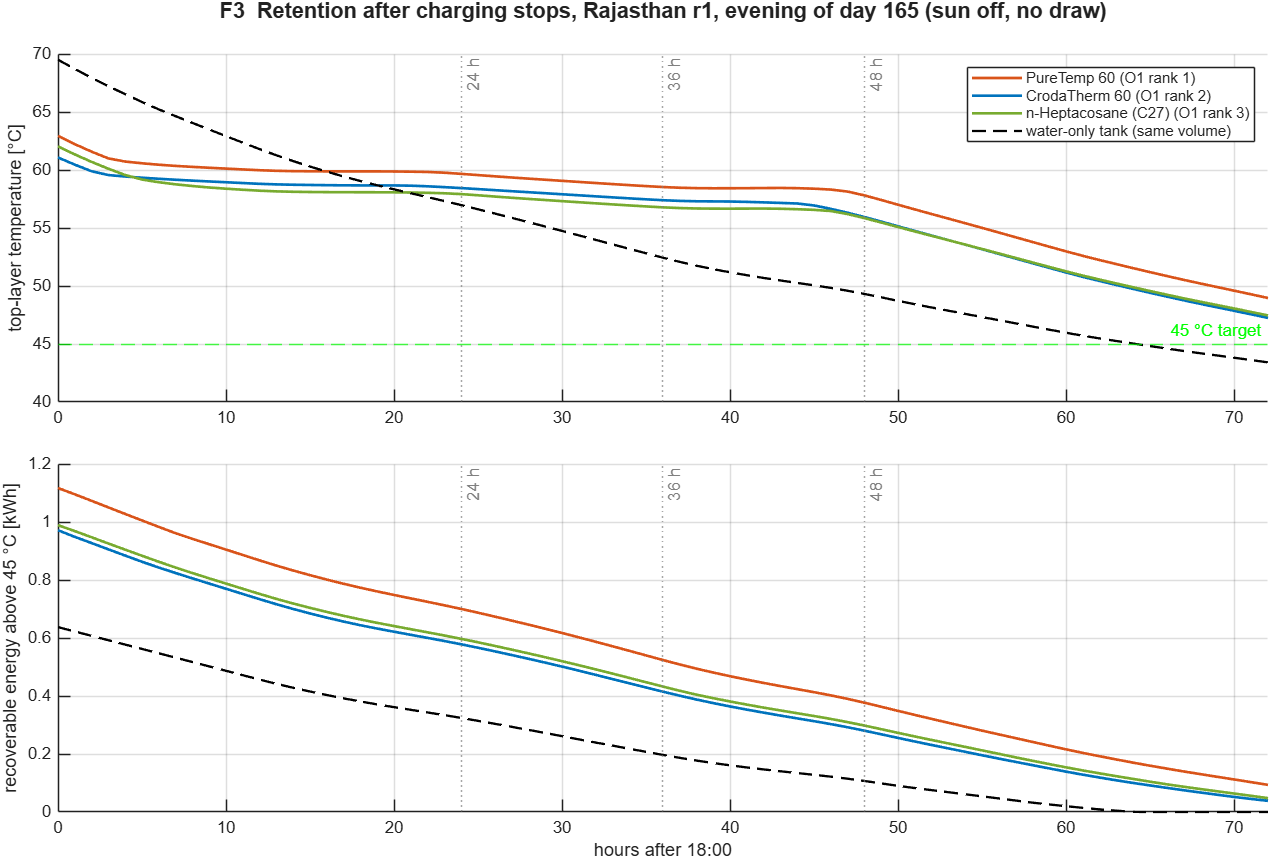 F3 Retention after charging stops, Rajasthan r1, evening of day 165 (sun off, no draw)
top-layer temperature [°C]
70
65
60
55
50
45
40
24 h
36 h
48 h
PureTemp 60 (O1 rank 1)
CrodaTherm 60 (O1 rank 2)
n-Heptacosane (C27) (O1 rank 3)
water-only tank (same volume)
45 °C target
0 10 20 30 40 50 60 70
recoverable energy above 45 °C [kWh]
1.2
1
0.8
0.6
0.4
0.2
0
24 h
36 h
48 h
0 10 20 30 40 50 60 70
hours after 18:00